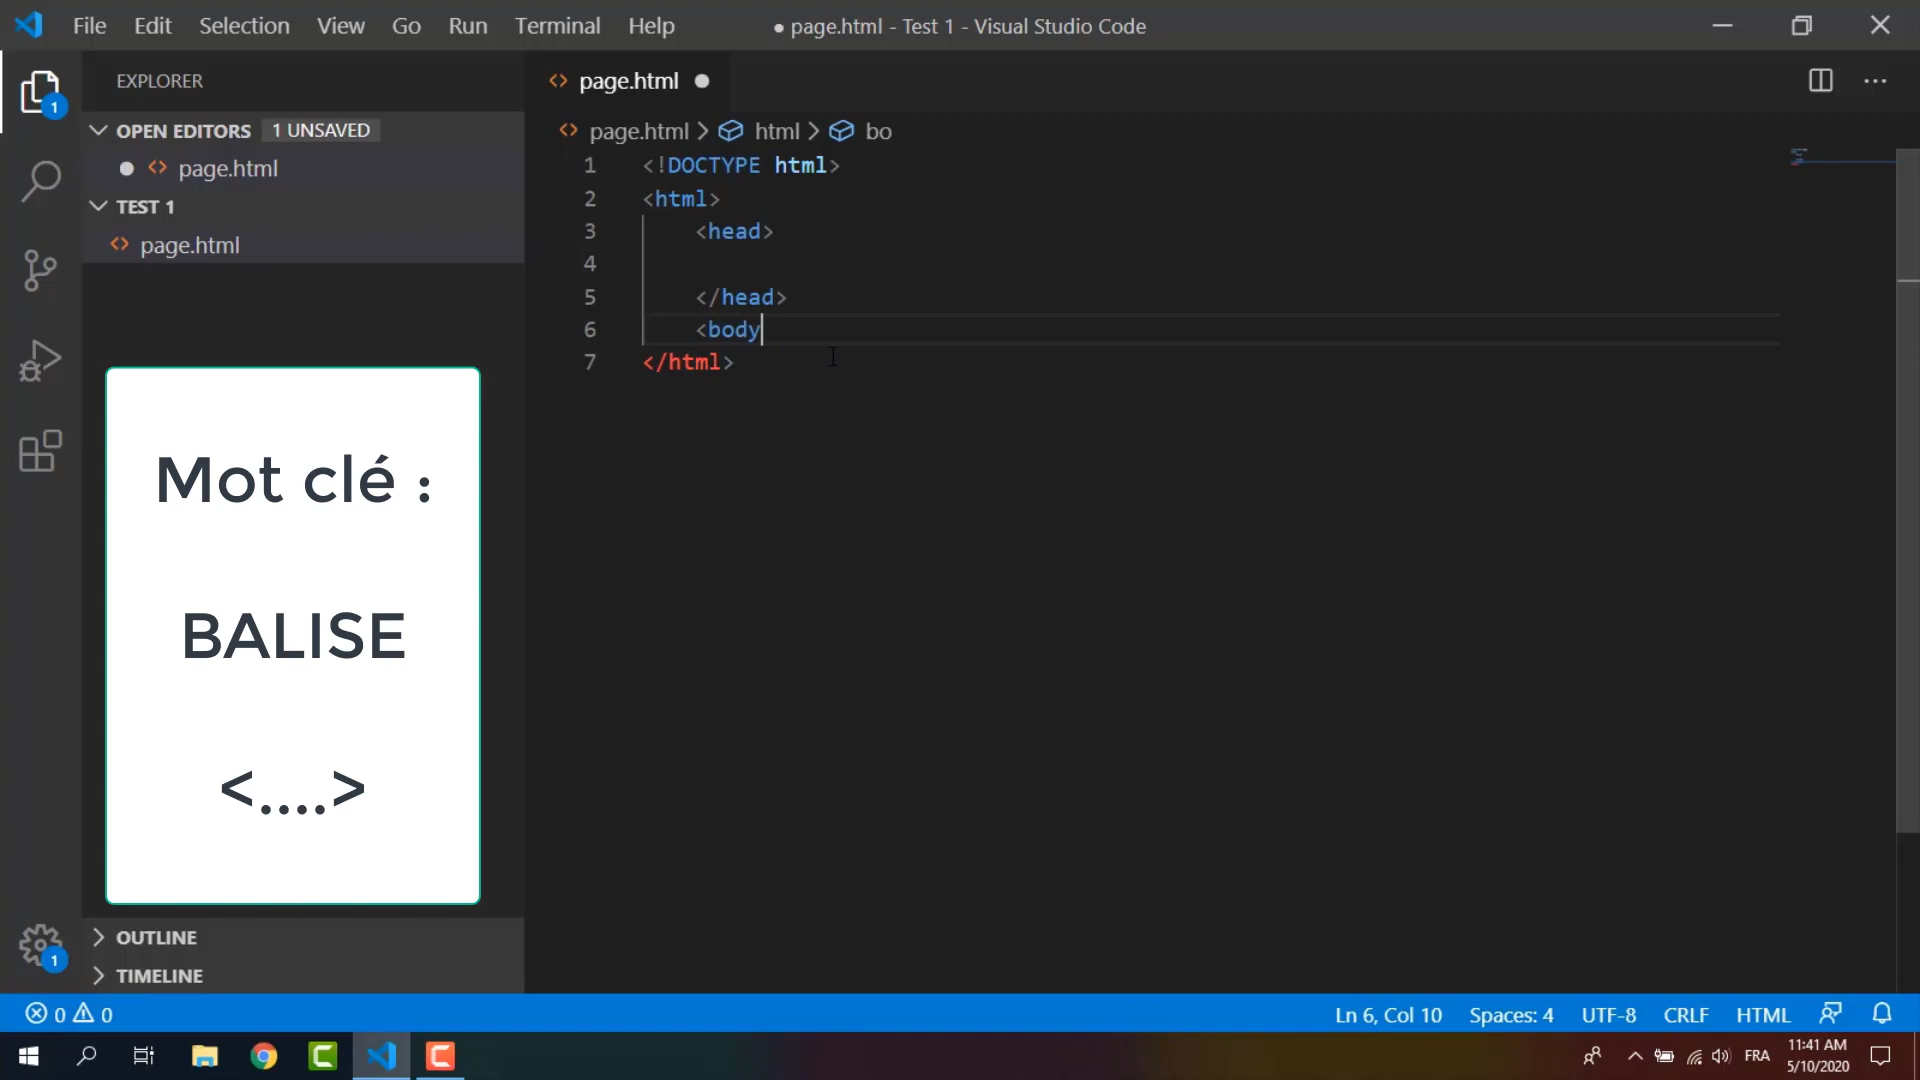 File Edit Selection View Go Run Terminal Help ● page.html - Test 1 - Visual Studio Code
EXPLORER
page.html ●
OPEN EDITORS 1 UNSAVED
page.html > html > bo
● page.html
TEST 1
page.html
1 <!DOCTYPE html>
2 <html>
3 <head>
4
5 </head>
6 <body
7 </html>
1
Mot clé :
BALISE
<....>
1
OUTLINE
TIMELINE
0 0 Ln 6, Col 10 Spaces: 4 UTF-8 CRLF HTML
FRA 11:41 AM
5/10/2020